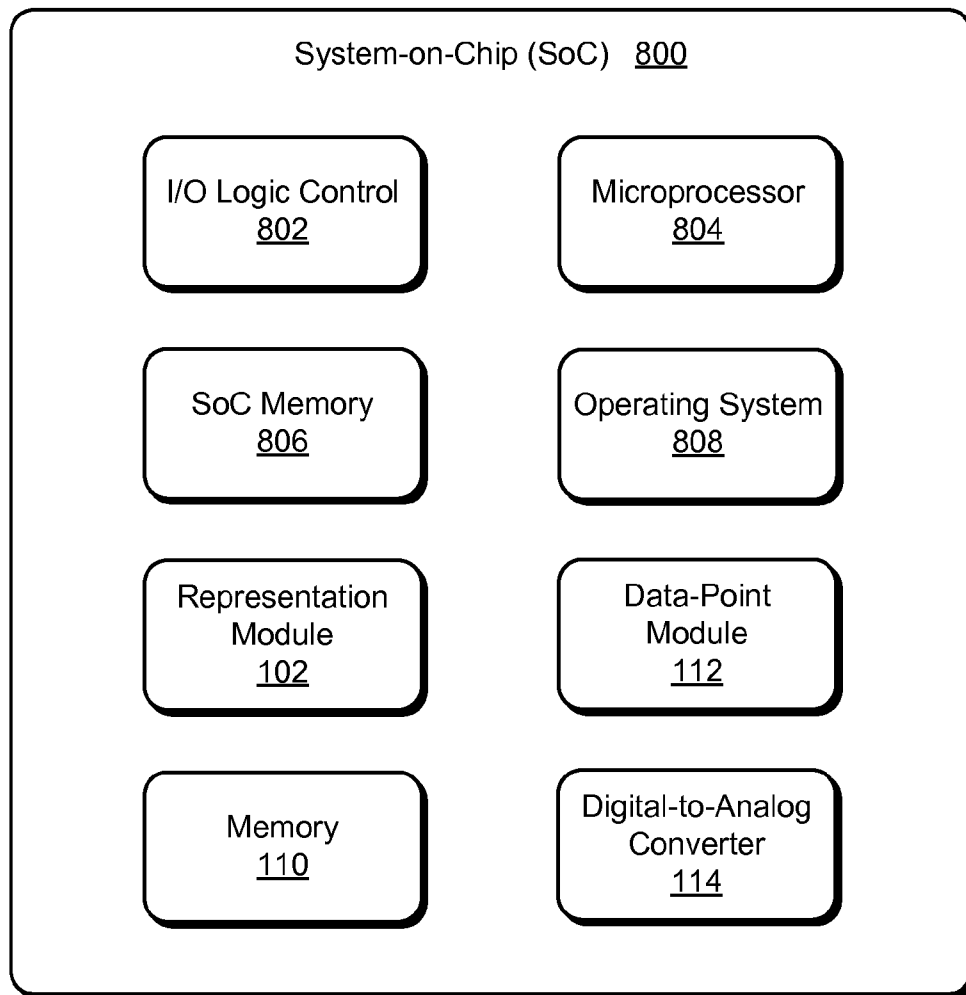 System-on-Chip (SoC) 800
I/O Logic Control
802
Microprocessor
804
SoC Memory
806
Operating System
808
Representation
Module
102
Data-Point
Module
112
Memory
110
Digital-to-Analog
Converter
114